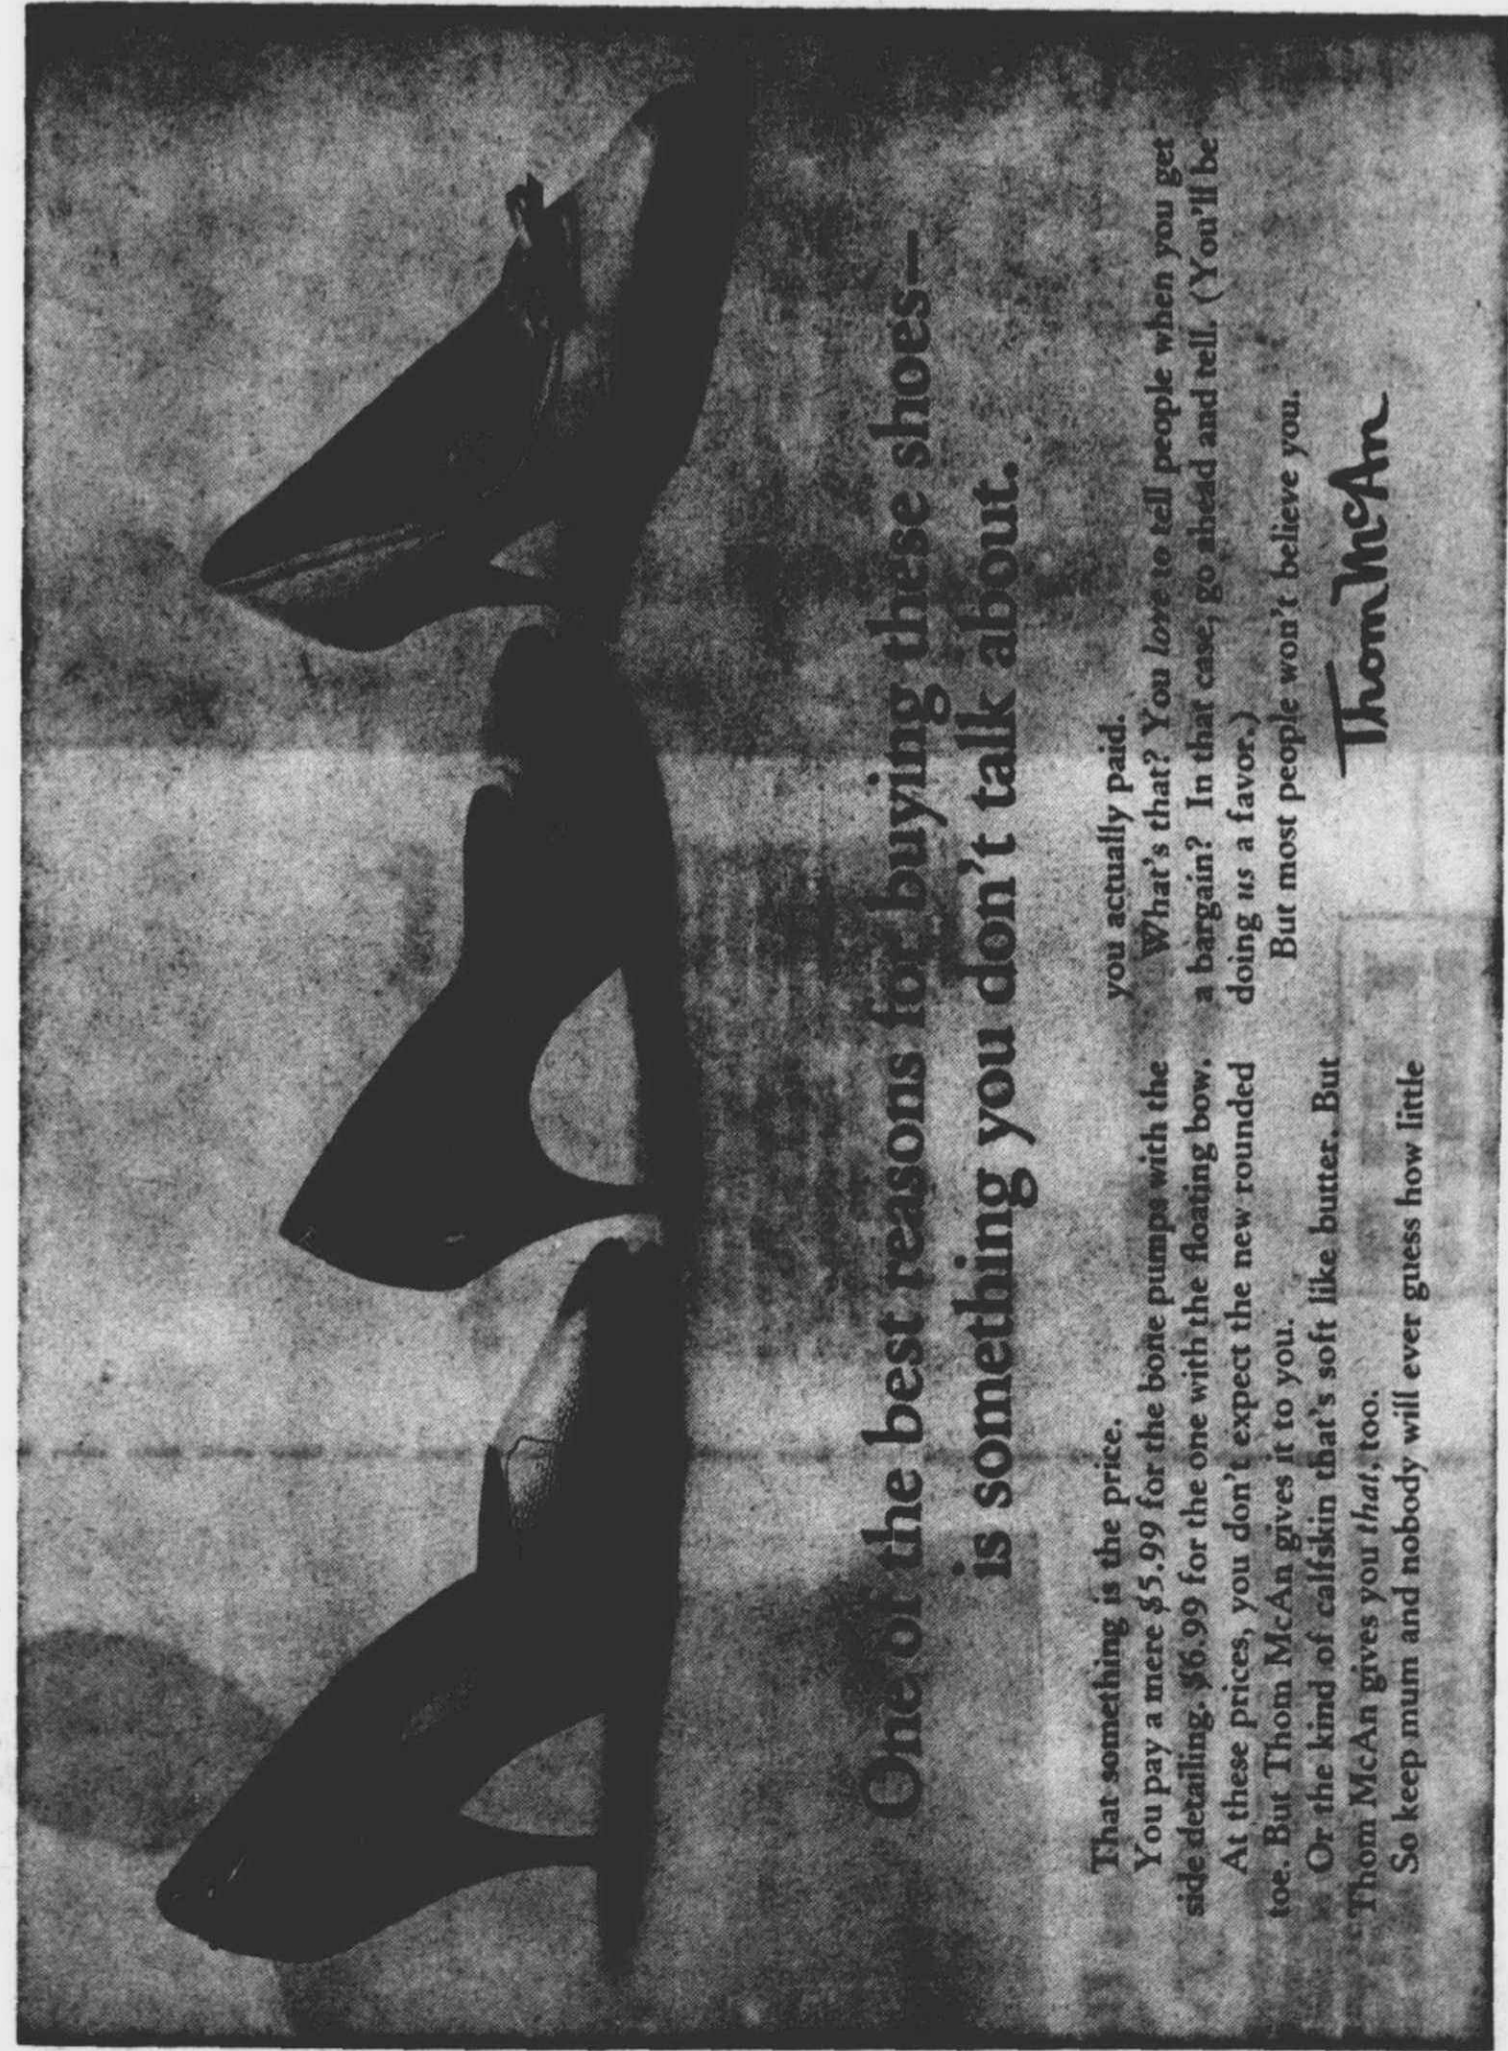 One of the best reasons for buying these shoes—
is something you don't talk about.
That something is the price.
You pay a mere $5.99 for the bone pumps with the
side detailing. $6.99 for the one with the floating bow.
At these prices, you don't expect the new rounded
toe. But Thom McAn gives it to you.
Or the kind of calfskin that's soft like butter. But
Thom McAn gives you that, too.
So keep mum and nobody will ever guess how little
you actually paid.
What's that? You love to tell people when you get
a bargain? In that case, go ahead and tell. (You'll be
doing us a favor.)
But most people won't believe you.
Thom McAn